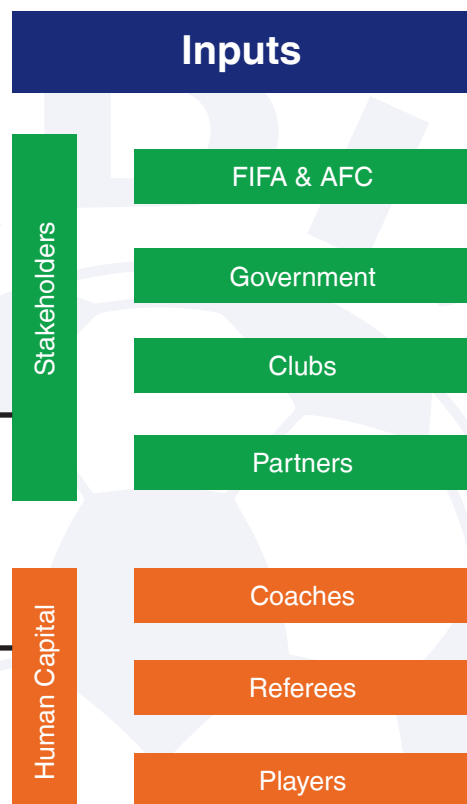 Inputs
Stakeholders
FIFA & AFC
Government
Clubs
Partners
Human Capital
Coaches
Referees
Players